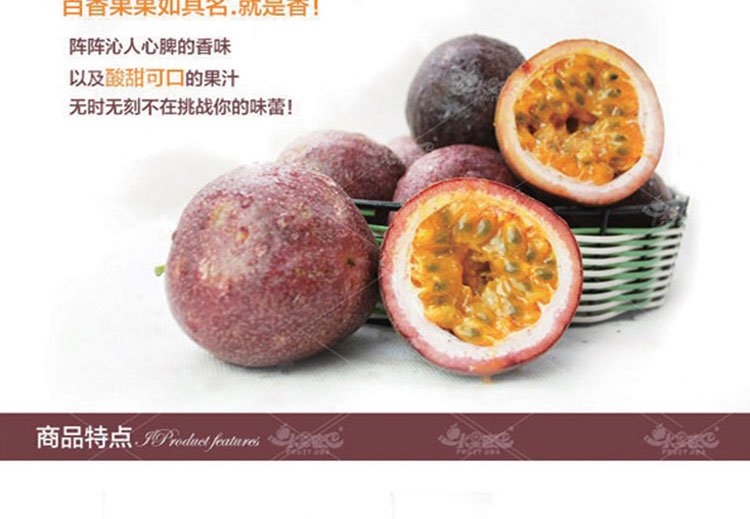 百香果果如其名.就是香!
阵阵沁人心脾的香味
以及酸甜可口的果汁
无时无刻不在挑战你的味蕾!
商品特点 Product features